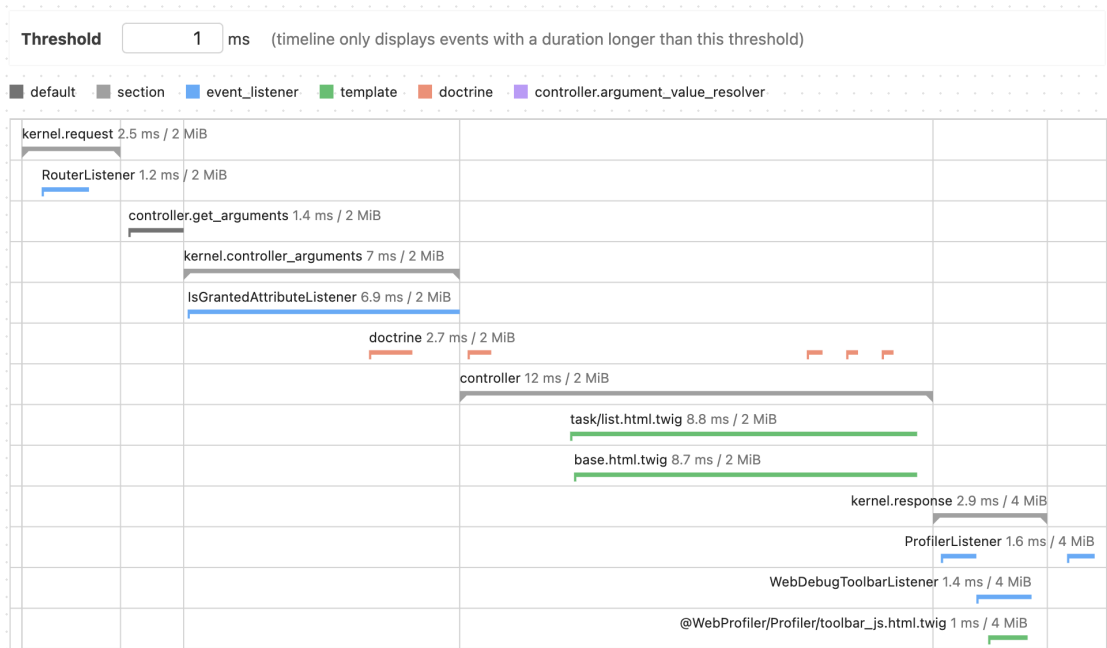 Threshold 1 ms (timeline only displays events with a duration longer than this threshold)
default section event_listener template doctrine controller.argument_value_resolver
kernel.request 2.5 ms / 2 MiB
RouterListener 1.2 ms / 2 MiB
controller.get_arguments 1.4 ms / 2 MiB
kernel.controller_arguments 7 ms / 2 MiB
IsGrantedAttributeListener 6.9 ms / 2 MiB
doctrine 2.7 ms / 2 MiB
controller 12 ms / 2 MiB
task/list.html.twig 8.8 ms / 2 MiB
base.html.twig 8.7 ms / 2 MiB
kernel.response 2.9 ms / 4 MiB
ProfilerListener 1.6 ms / 4 MiB
WebDebugToolbarListener 1.4 ms / 4 MiB
@WebProfiler/Profiler/toolbar_js.html.twig 1 ms / 4 MiB